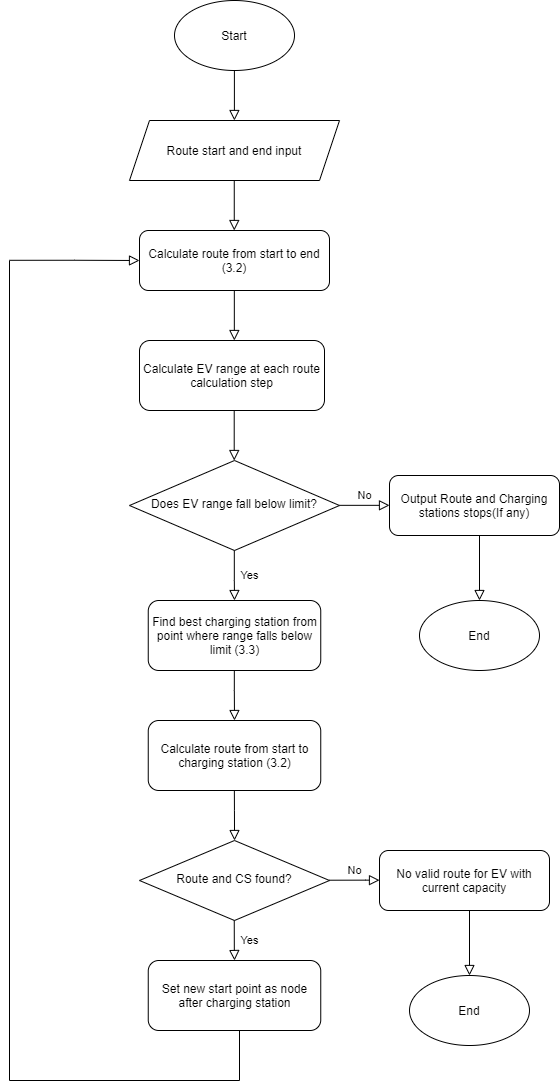 Start
Route start and end input
Calculate route from start to end
(3.2)
Calculate EV range at each route
calculation step
Does EV range fall below limit?
No
Output Route and Charging
stations stops(If any)
Yes
End
Find best charging station from
point where range falls below
limit (3.3)
Calculate route from start to
charging station (3.2)
Route and CS found?
No
No valid route for EV with
current capacity
Yes
Set new start point as node
after charging station
End